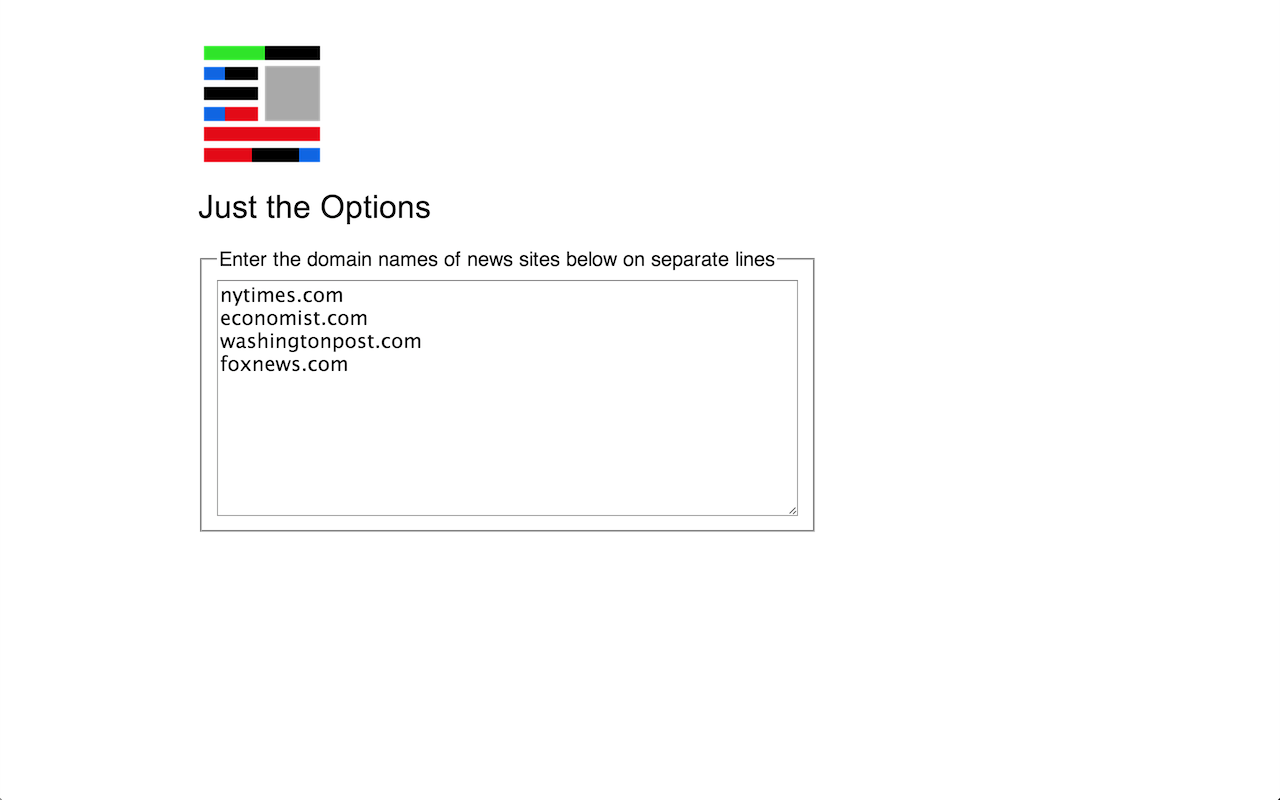 Just the Options
Enter the domain names of news sites below on separate lines
nytimes.com
economist.com
washingtonpost.com
foxnews.com